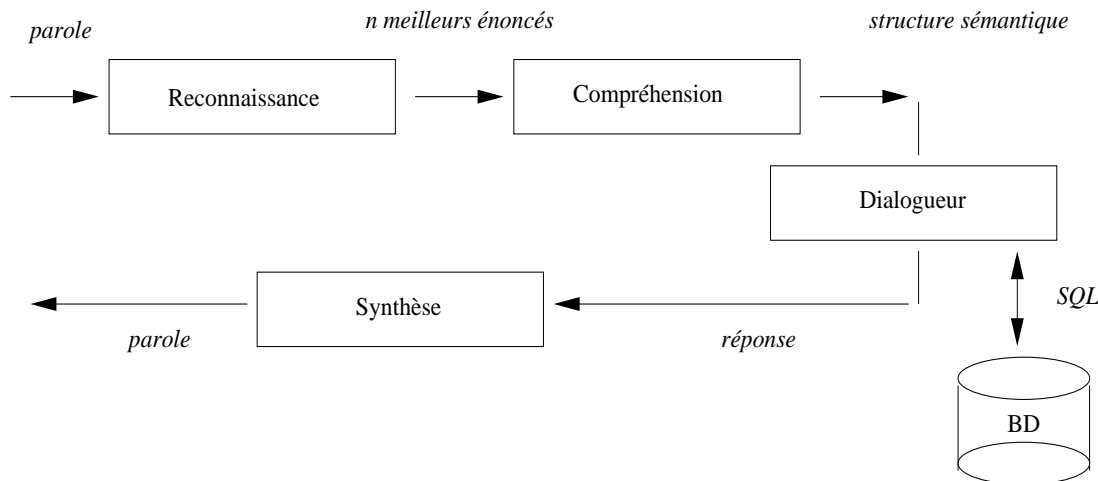 parole
n meilleurs énoncés
structure sémantique
Reconnaissance
Compréhension
Dialogueur
Synthèse
SQL
parole
réponse
BD